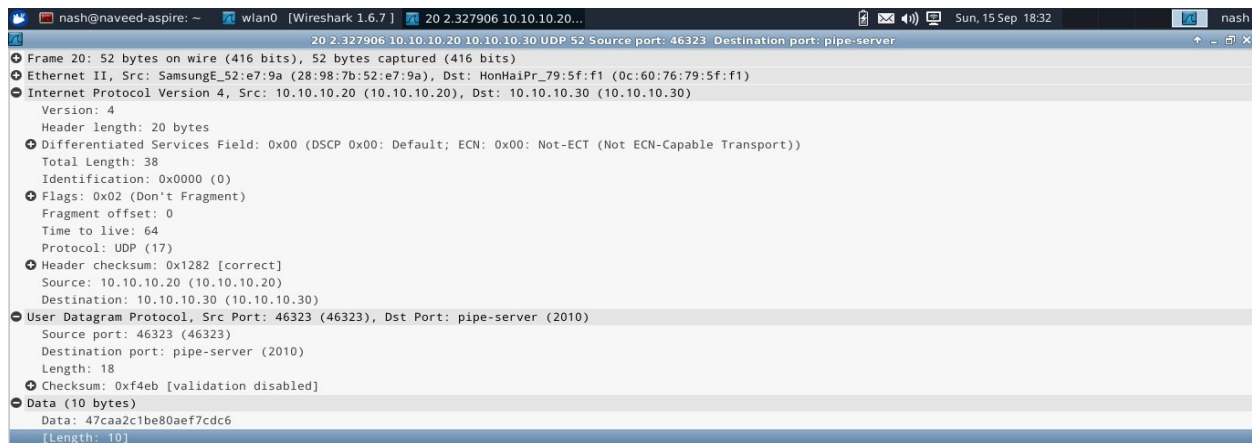 nash@naveed-aspire: ~ wlan0 [Wireshark 1.6.7 ] 20 2.327906 10.10.10.20... Sun, 15 Sep 18:32 nash
20 2.327906 10.10.10.20 10.10.10.30 UDP 52 Source port: 46323 Destination port: pipe-server
Frame 20: 52 bytes on wire (416 bits), 52 bytes captured (416 bits)
Ethernet II, Src: SamsungE_52:e7:9a (28:98:7b:52:e7:9a), Dst: HonHaiPr_79:5f:f1 (0c:60:76:79:5f:f1)
Internet Protocol Version 4, Src: 10.10.10.20 (10.10.10.20), Dst: 10.10.10.30 (10.10.10.30)
Version: 4
Header length: 20 bytes
Differentiated Services Field: 0x00 (DSCP 0x00: Default; ECN: 0x00: Not-ECT (Not ECN-Capable Transport))
Total Length: 38
Identification: 0x0000 (0)
Flags: 0x02 (Don't Fragment)
Fragment offset: 0
Time to live: 64
Protocol: UDP (17)
Header checksum: 0x1282 [correct]
Source: 10.10.10.20 (10.10.10.20)
Destination: 10.10.10.30 (10.10.10.30)
User Datagram Protocol, Src Port: 46323 (46323), Dst Port: pipe-server (2010)
Source port: 46323 (46323)
Destination port: pipe-server (2010)
Length: 18
Checksum: 0xf4eb [validation disabled]
Data (10 bytes)
Data: 47caa2c1be80aef7cdc6
[Length: 10]